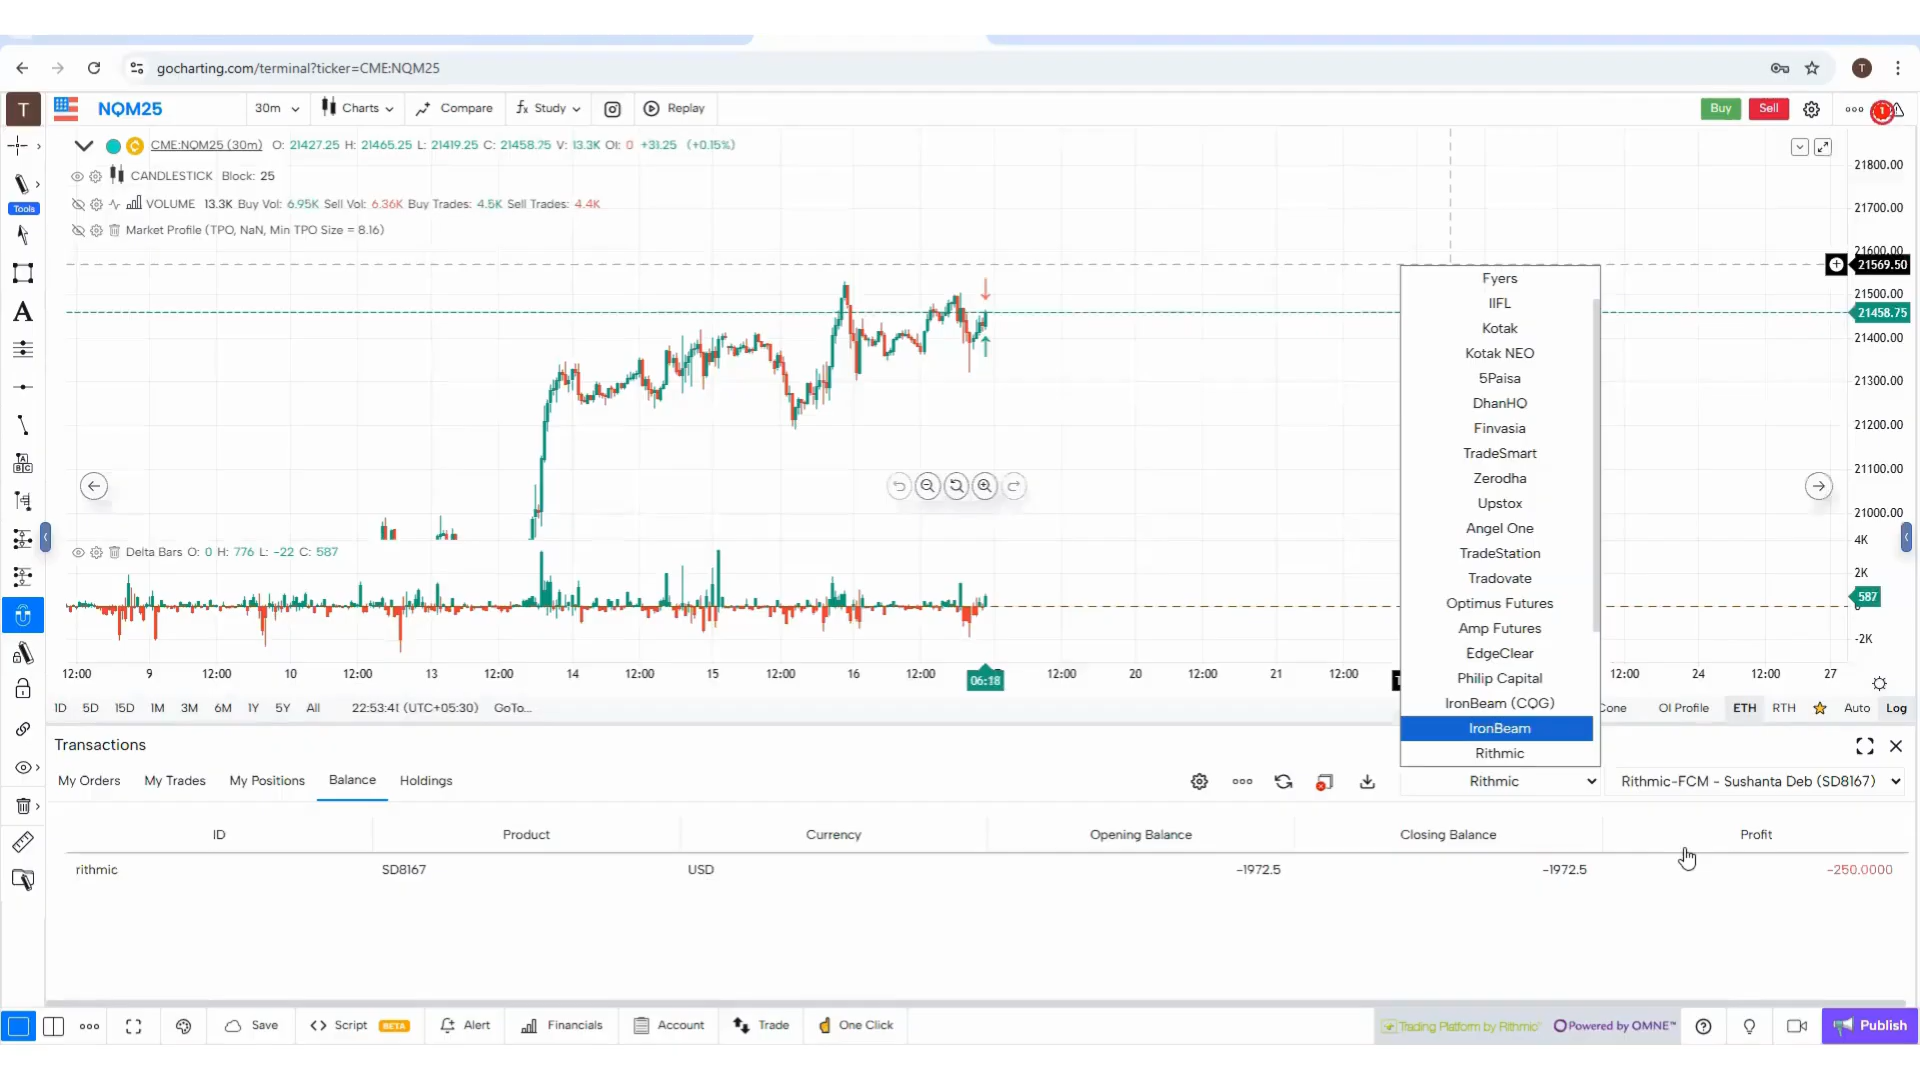 gocharting.com/terminal?ticker=CME:NQM25
T
T
NQM25
30m
Charts
Compare
fx Study
Replay
Buy
Sell
1
CME:NQM25 (30m) O: 21427.25 H: 21465.25 L: 21419.25 C: 21458.75 V: 13.3K OI: 0 +31.25 (+0.15%)
CANDLESTICK Block: 25
VOLUME 13.3K Buy Vol: 6.95K Sell Vol: 6.36K Buy Trades: 4.5K Sell Trades: 4.4K
Market Profile (TPO, NaN, Min TPO Size = 8.16)
Tools
A
21800.00
21700.00
21600.00
21569.50
21500.00
21458.75
21400.00
21300.00
21200.00
21100.00
21000.00
4K
2K
587
0
-2K
Delta Bars O: 0 H: 776 L: -22 C: 587
12:00 9 12:00 10 12:00 13 12:00 14 12:00 15 12:00 16 12:00 06:18 12:00 20 12:00 21 12:00 12:00 24 12:00 27
Fyers
IIFL
Kotak
Kotak NEO
5Paisa
DhanHQ
Finvasia
TradeSmart
Zerodha
Upstox
Angel One
TradeStation
Tradovate
Optimus Futures
Amp Futures
EdgeClear
Philip Capital
IronBeam (CQG)
IronBeam
Rithmic
1D 5D 15D 1M 3M 6M 1Y 5Y All 22:53:41 (UTC+05:30) GoTo...
Cone OI Profile ETH RTH Auto Log
Transactions
My Orders My Trades My Positions Balance Holdings
Rithmic
Rithmic-FCM - Sushanta Deb (SD8167)
ID Product Currency Opening Balance Closing Balance Profit
rithmic SD8167 USD -1972.5 -1972.5 -250.0000
Save
Script BETA
Alert
Financials
Account
Trade
One Click
Trading Platform by Rithmic
Powered by OMNE™
Publish